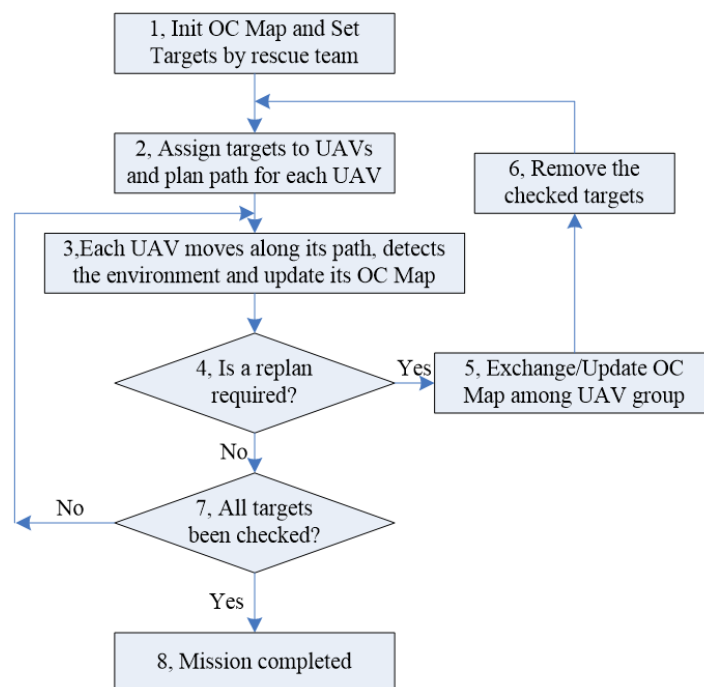 1, Init OC Map and Set
Targets by rescue team
2, Assign targets to UAVs
and plan path for each UAV
6, Remove the
checked targets
3,Each UAV moves along its path, detects
the environment and update its OC Map
4, Is a replan
required?
Yes
5, Exchange/Update OC
Map among UAV group
No
7, All targets
been checked?
No
Yes
8, Mission completed